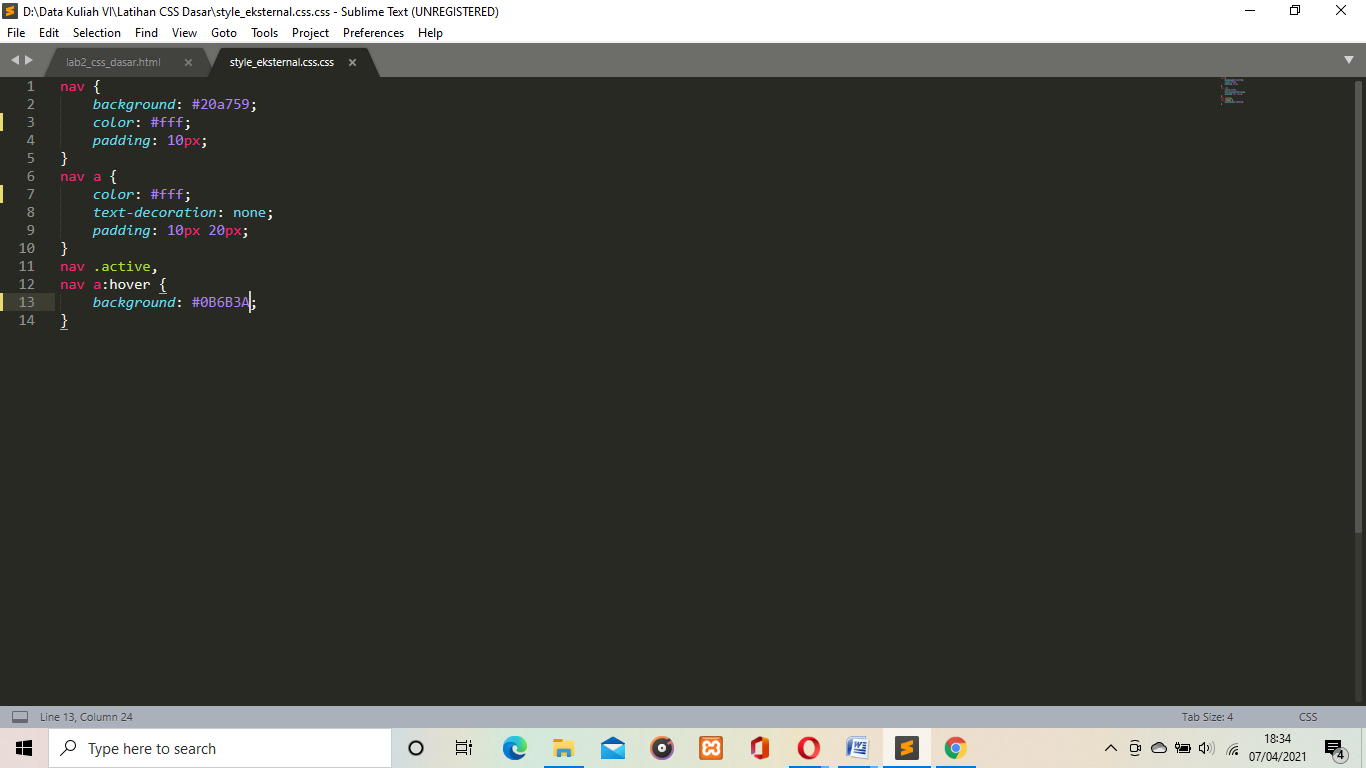 D:\Data Kuliah VI\Latihan CSS Dasar\style_eksternal.css.css - Sublime Text (UNREGISTERED)
File Edit Selection Find View Goto Tools Project Preferences Help
lab2_css_dasar.html style_eksternal.css.css
1 nav {
2 background: #20a759;
3 color: #fff;
4 padding: 10px;
5 }
6 nav a {
7 color: #fff;
8 text-decoration: none;
9 padding: 10px 20px;
10 }
11 nav .active,
12 nav a:hover {
13 background: #0B6B3A;
14 }
Line 13, Column 24 Tab Size: 4 CSS
Type here to search
18:34
07/04/2021
4